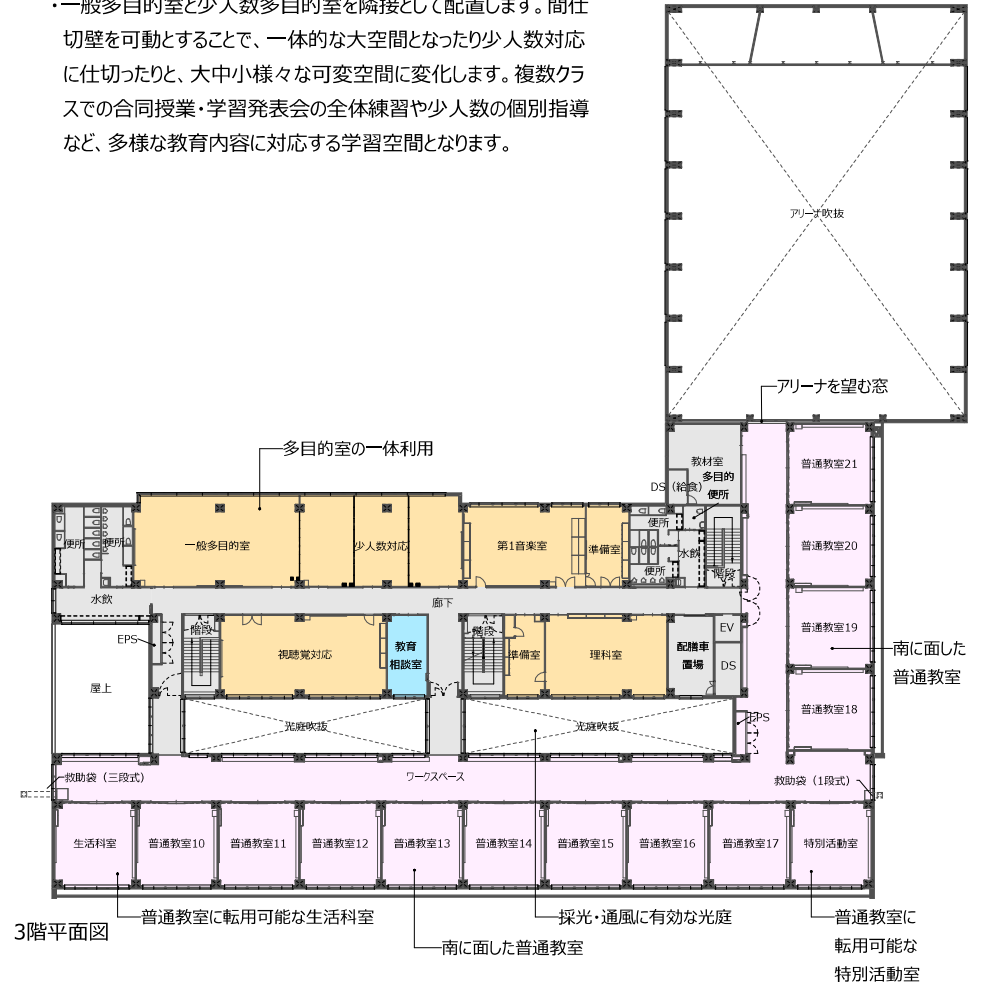 ・一般多目的室と少人数多目的室を隣接として配置します。間仕
切壁を可動とすることで、一体的な大空間となったり少人数対応
に仕切ったりと、大中小様々な可変空間に変化します。複数クラ
スでの合同授業・学習発表会の全体練習や少人数の個別指導
など、多様な教育内容に対応する学習空間となります。
アリーナ吹抜
アリーナを望む窓
多目的室の一体利用
教材室
普通教室21
DS（給食）
多目的
便所
便所
便所
一般多目的室
少人数対応
第1音楽室
準備室
便所
便所
水飲
階段
普通教室20
水飲
廊下
EPS
階段
視聴覚対応
教育
相談室
階段
準備室
理科室
配膳車
置場
EV
DS
普通教室19
南に面した
普通教室
屋上
光庭吹抜
光庭吹抜
EPS
普通教室18
救助袋（三段式）
ワークスペース
救助袋（1段式）
生活科室
普通教室10
普通教室11
普通教室12
普通教室13
普通教室14
普通教室15
普通教室16
普通教室17
特別活動室
普通教室に転用可能な生活科室
採光・通風に有効な光庭
普通教室に
転用可能な
特別活動室
3階平面図
南に面した普通教室